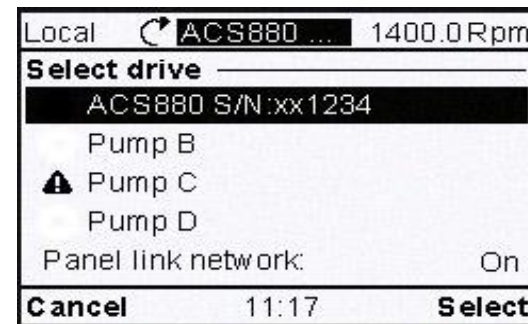 Local ACS880 ... 1400.0 Rpm
Select drive
ACS880 S/N:xx1234
Pump B
Pump C
Pump D
Panel link network: On
Cancel 11:17 Select